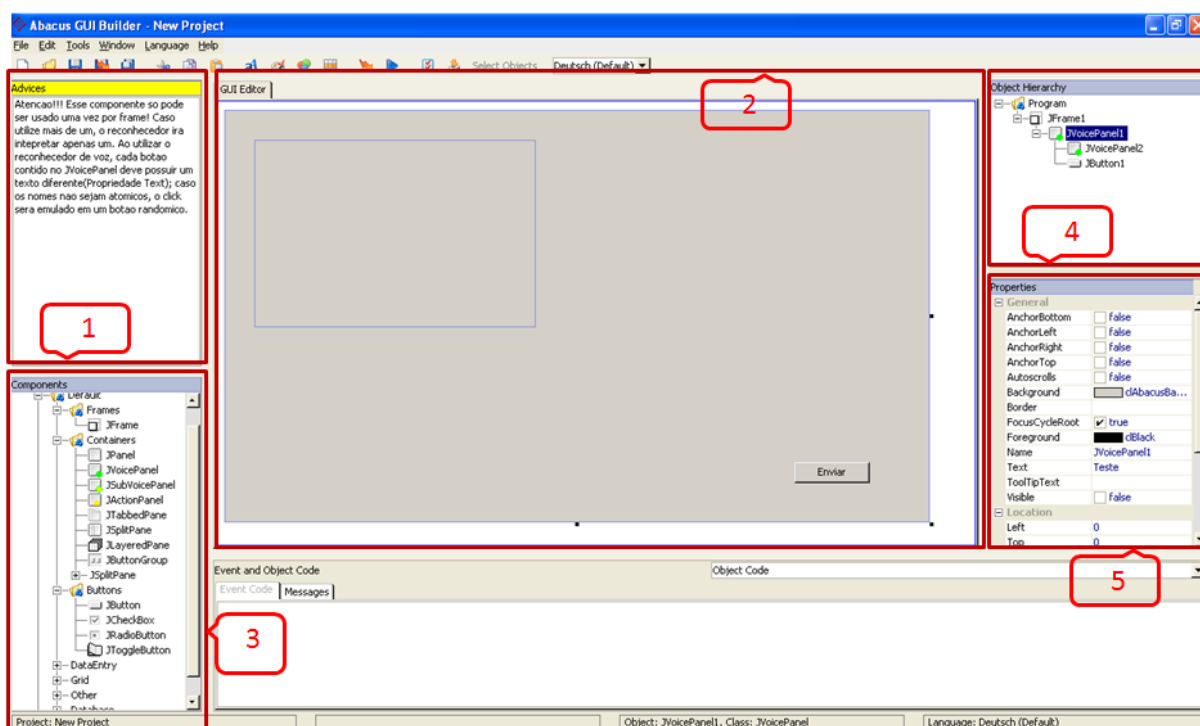 Abacus GUI Builder - New Project
File Edit Tools Window Language Help
Select Objects Deutsch (Default)
Advices
Atencao!!! Esse componente so pode
ser usado uma vez por frame! Caso
utilize mais de um, o reconhecedor ira
intepretar apenas um. Ao utilizar o
reconhecedor de voz, cada botao
contido no JVoicePanel deve possuir um
texto diferente(Propriedade Text); caso
os nomes nao sejam atomicos, o click
sera emulado em um botao randomico.
1
Components
Default
Frames
JFrame
Containers
JPanel
JVoicePanel
JSubVoicePanel
JActionPanel
JTabbedPane
JSplitPane
JLayeredPane
JButtonGroup
JSplitPane
Buttons
JButton
JCheckBox
JRadioButton
JToggleButton
DataEntry
Grid
Other
Database
3
GUI Editor
2
Enviar
Event and Object Code
Object Code
Event Code Messages
Object Hierarchy
Program
JFrame1
JVoicePanel1
JVoicePanel2
JButton1
4
Properties
General
AnchorBottom false
AnchorLeft false
AnchorRight false
AnchorTop false
Autoscrolls false
Background clAbacusBa...
Border
FocusCycleRoot true
Foreground clBlack
Name JVoicePanel1
Text Teste
ToolTipText
Visible false
Location
Left 0
Top 0
5
Project: New Project
Object: JVoicePanel1, Class: JVoicePanel
Language: Deutsch (Default)